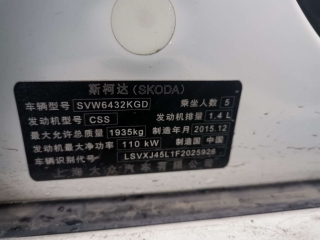 斯柯达(SKODA)
车辆型号 SVW6432KGD 乘坐人数 5
发动机型号 CSS 发动机排量 1.4 L
最大允许总质量 1935kg 制造年月 2015.12
发动机最大净功率 110 kW 制造国 中国
车辆识别代号 LSVXJ45L1F2025926
上海大众汽车有限公司